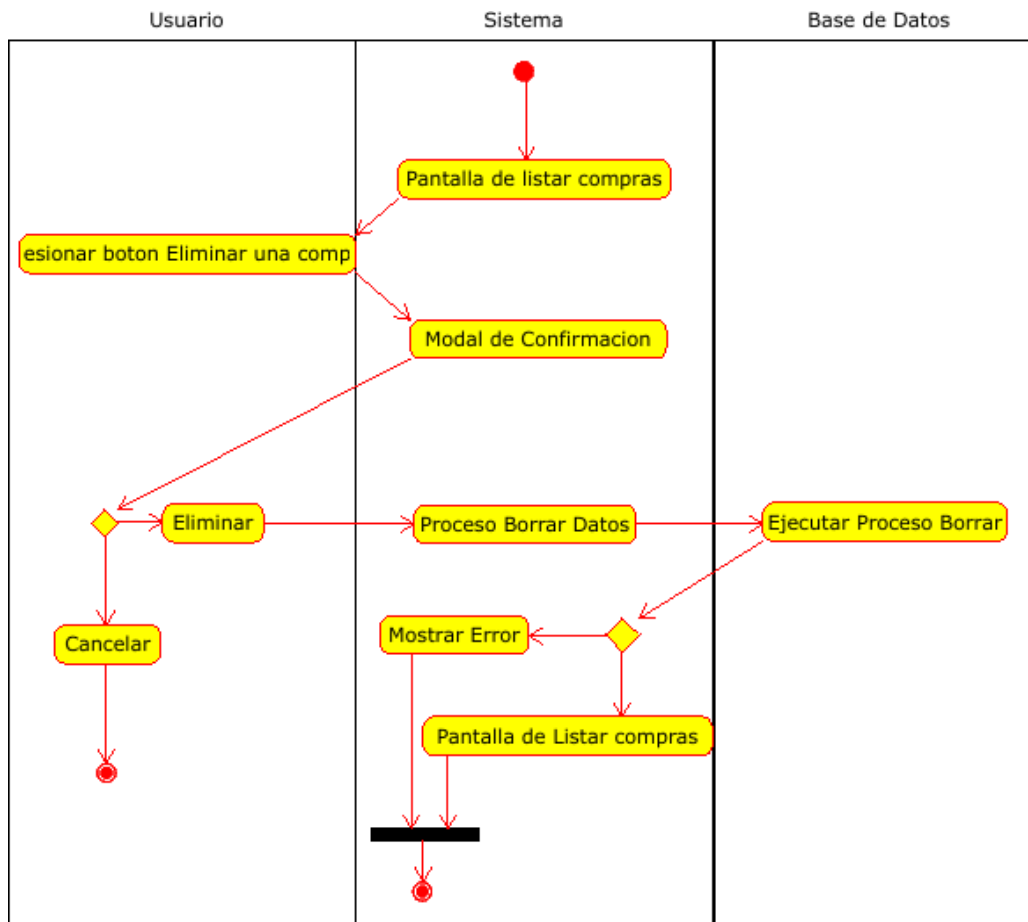 Usuario
Sistema
Base de Datos
Pantalla de listar compras
esionar boton Eliminar una comp
Modal de Confirmacion
Eliminar
Proceso Borrar Datos
Ejecutar Proceso Borrar
Mostrar Error
Cancelar
Pantalla de Listar compras